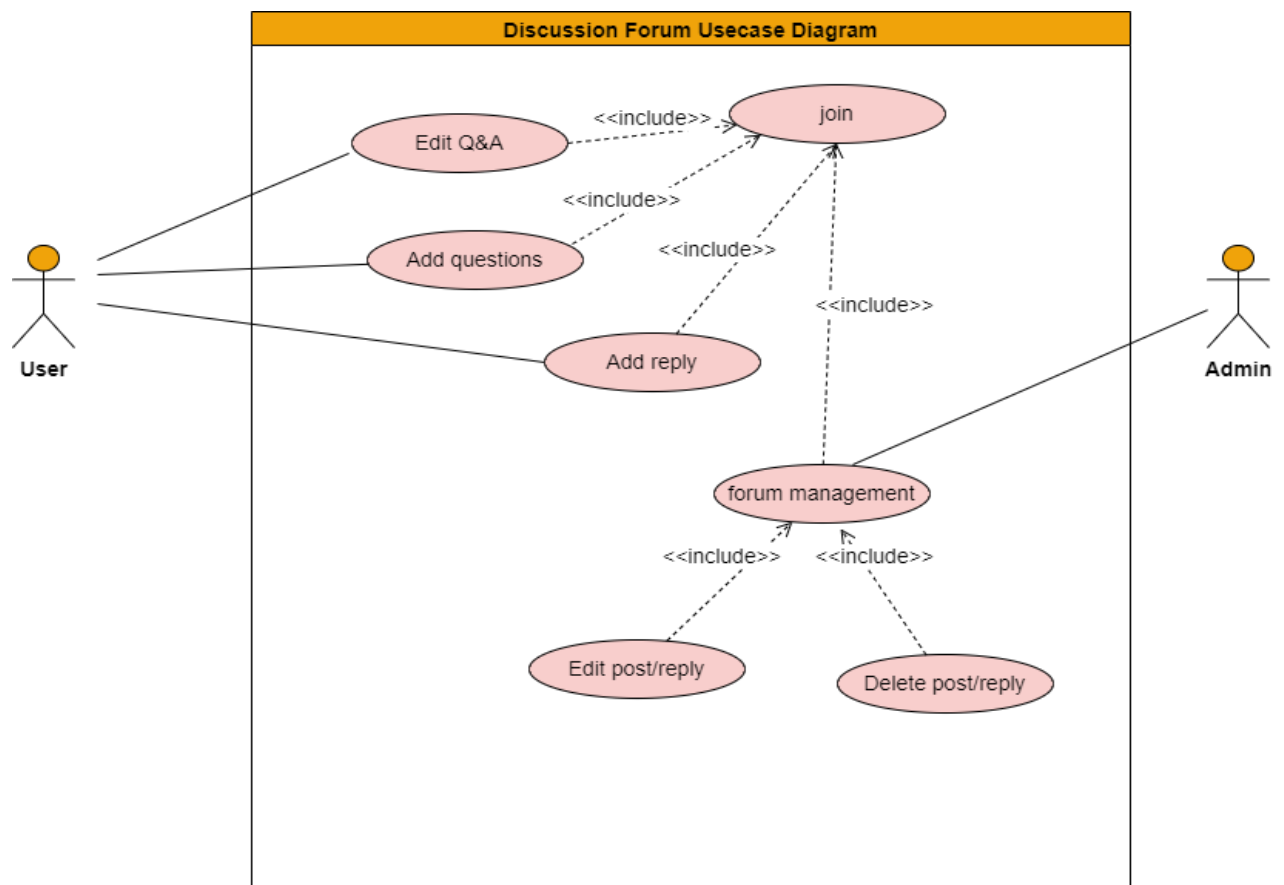 Discussion Forum Usecase Diagram
join
<<include>>
Edit Q&A
<<include>>
Add questions
<<include>>
<<include>>
Add reply
User
Admin
forum management
<<include>>
<<include>>
Edit post/reply
Delete post/reply